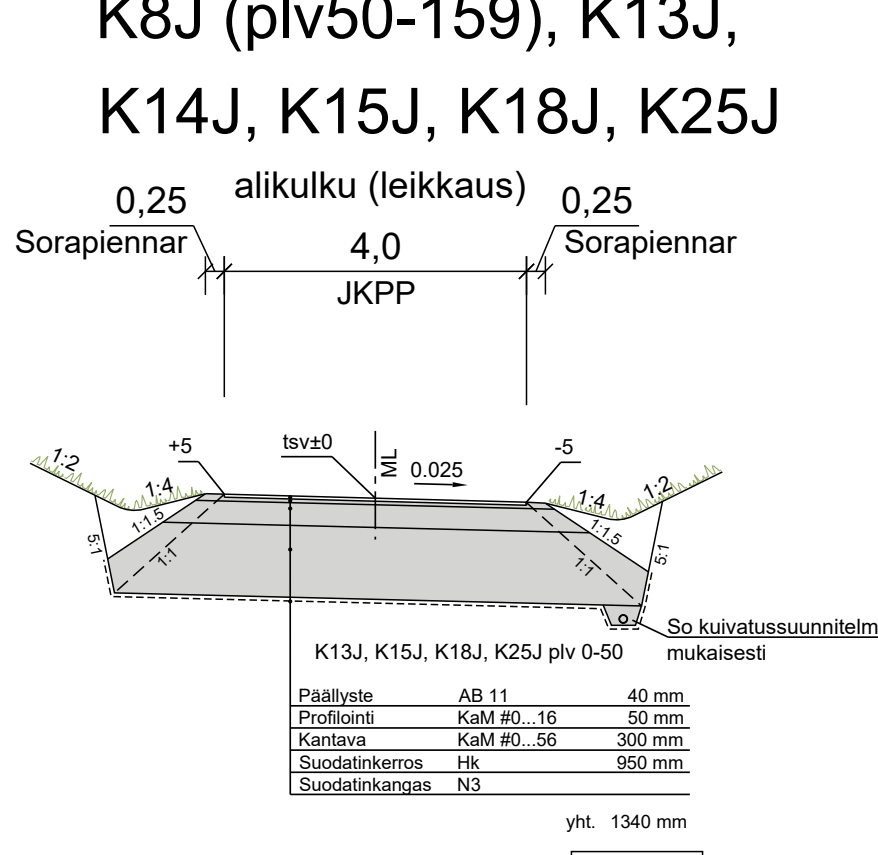 K8J (plv50-159), K13J,
K14J, K15J, K18J, K25J
alikulku (leikkaus)
0,25
0,25
Sorapiennar
4,0
Sorapiennar
JKPP
+5
tsv±0
ML
0.025
-5
1:2
1:4
1:4
1:2
1:1.5
1:1.5
5:1
1:1
1:1
5:1
So kuivatussuunnitelm
mukaisesti
K13J, K15J, K18J, K25J plv 0-50
Päällyste AB 11 40 mm
Profilointi KaM #0...16 50 mm
Kantava KaM #0...56 300 mm
Suodatinkerros Hk 950 mm
Suodatinkangas N3
yht. 1340 mm